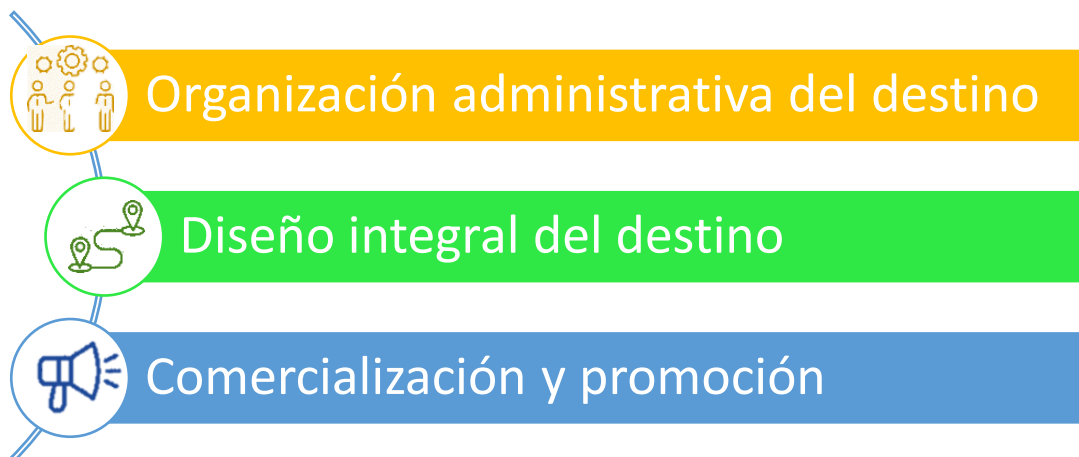 Organización administrativa del destino
Diseño integral del destino
Comercialización y promoción